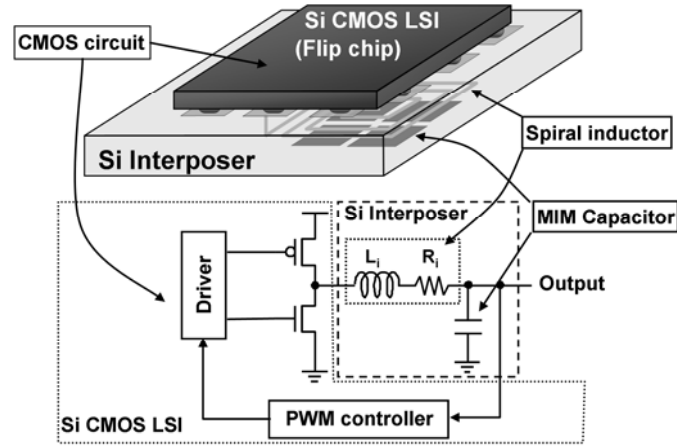 Si CMOS LSI
(Flip chip)
CMOS circuit
Si Interposer
Spiral inductor
MIM Capacitor
Si Interposer
Li
Ri
Driver
Output
PWM controller
Si CMOS LSI